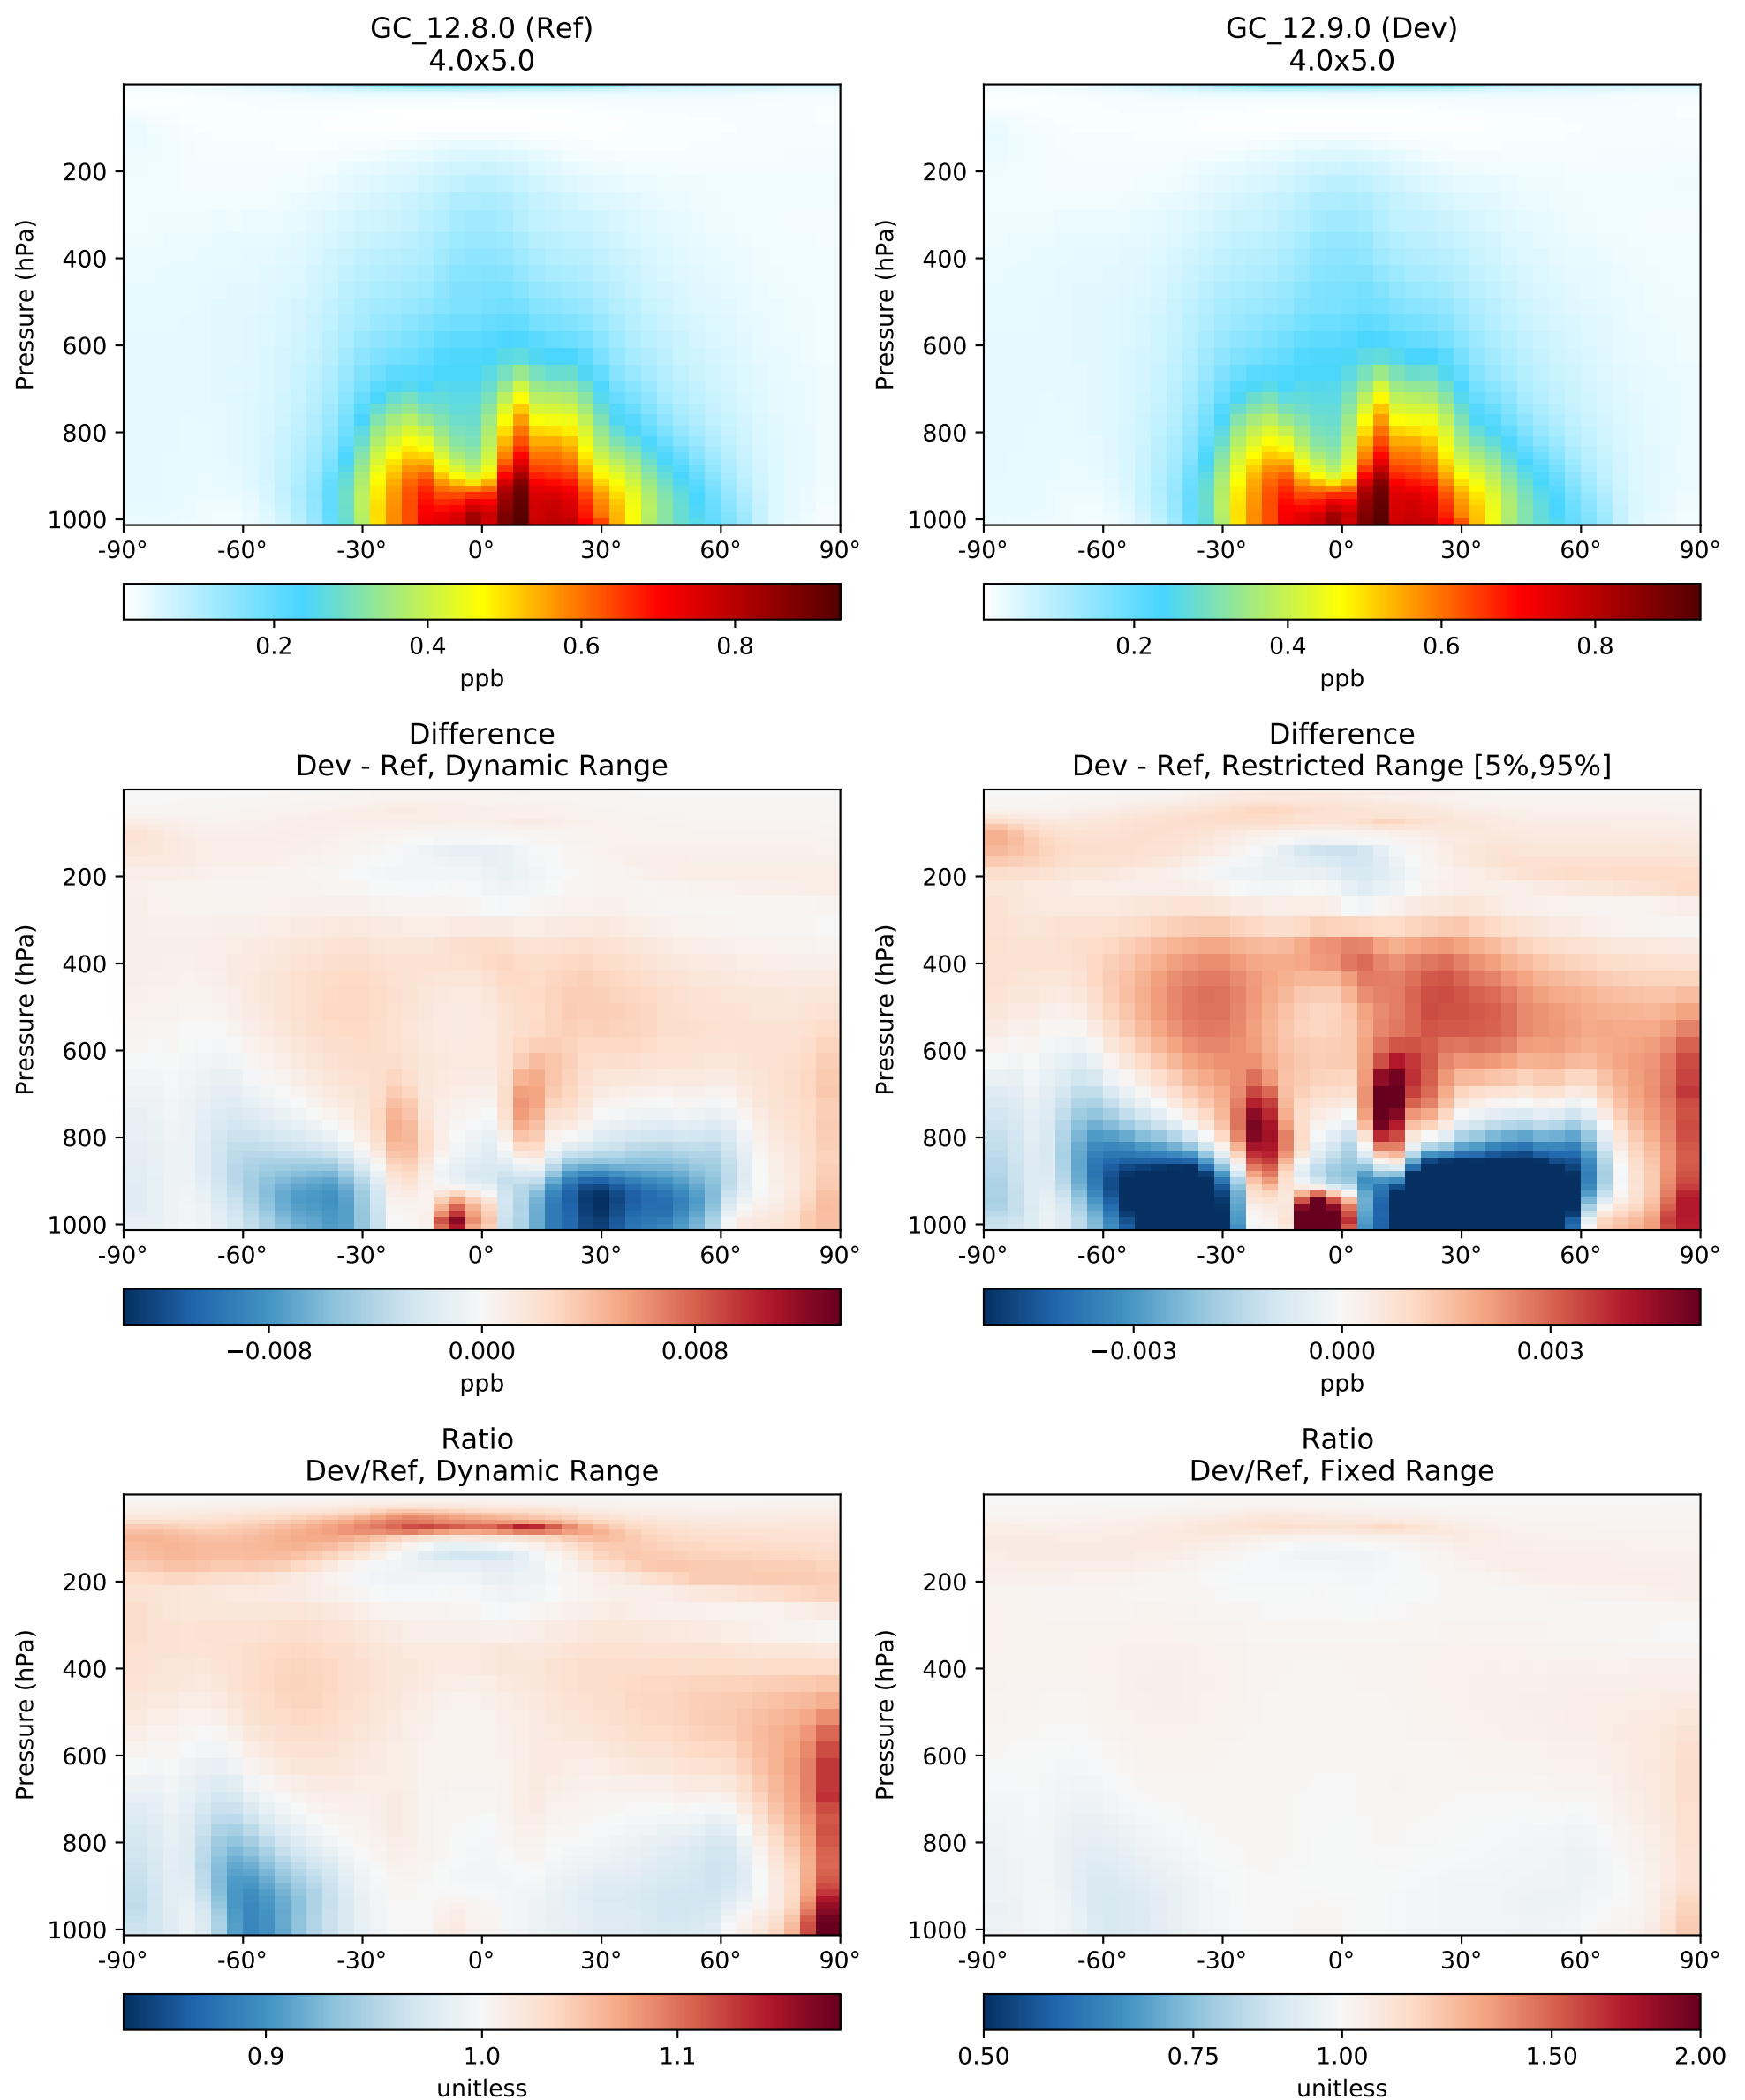 GC_12.8.0 (Ref)
4.0x5.0
Pressure (hPa)
200
400
600
800
1000
-90° -60° -30° 0° 30° 60° 90°
0.2 0.4 0.6 0.8
ppb
GC_12.9.0 (Dev)
4.0x5.0
Pressure (hPa)
200
400
600
800
1000
-90° -60° -30° 0° 30° 60° 90°
0.2 0.4 0.6 0.8
ppb
Difference
Dev - Ref, Dynamic Range
Pressure (hPa)
200
400
600
800
1000
-90° -60° -30° 0° 30° 60° 90°
−0.008 0.000 0.008
ppb
Difference
Dev - Ref, Restricted Range [5%,95%]
Pressure (hPa)
200
400
600
800
1000
-90° -60° -30° 0° 30° 60° 90°
−0.003 0.000 0.003
ppb
Ratio
Dev/Ref, Dynamic Range
Pressure (hPa)
200
400
600
800
1000
-90° -60° -30° 0° 30° 60° 90°
0.9 1.0 1.1
unitless
Ratio
Dev/Ref, Fixed Range
Pressure (hPa)
200
400
600
800
1000
-90° -60° -30° 0° 30° 60° 90°
0.50 0.75 1.00 1.50 2.00
unitless